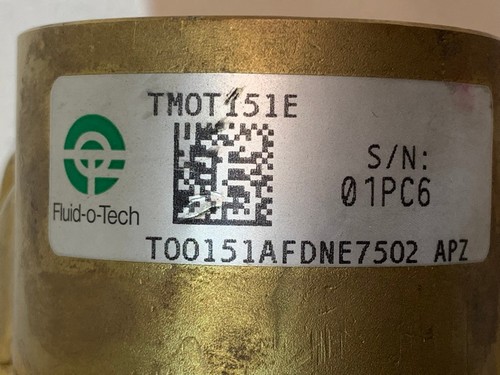 TMOT151E
S/N:
01PC6
Fluid-o-Tech
TO0151AFDNE7502 APZ